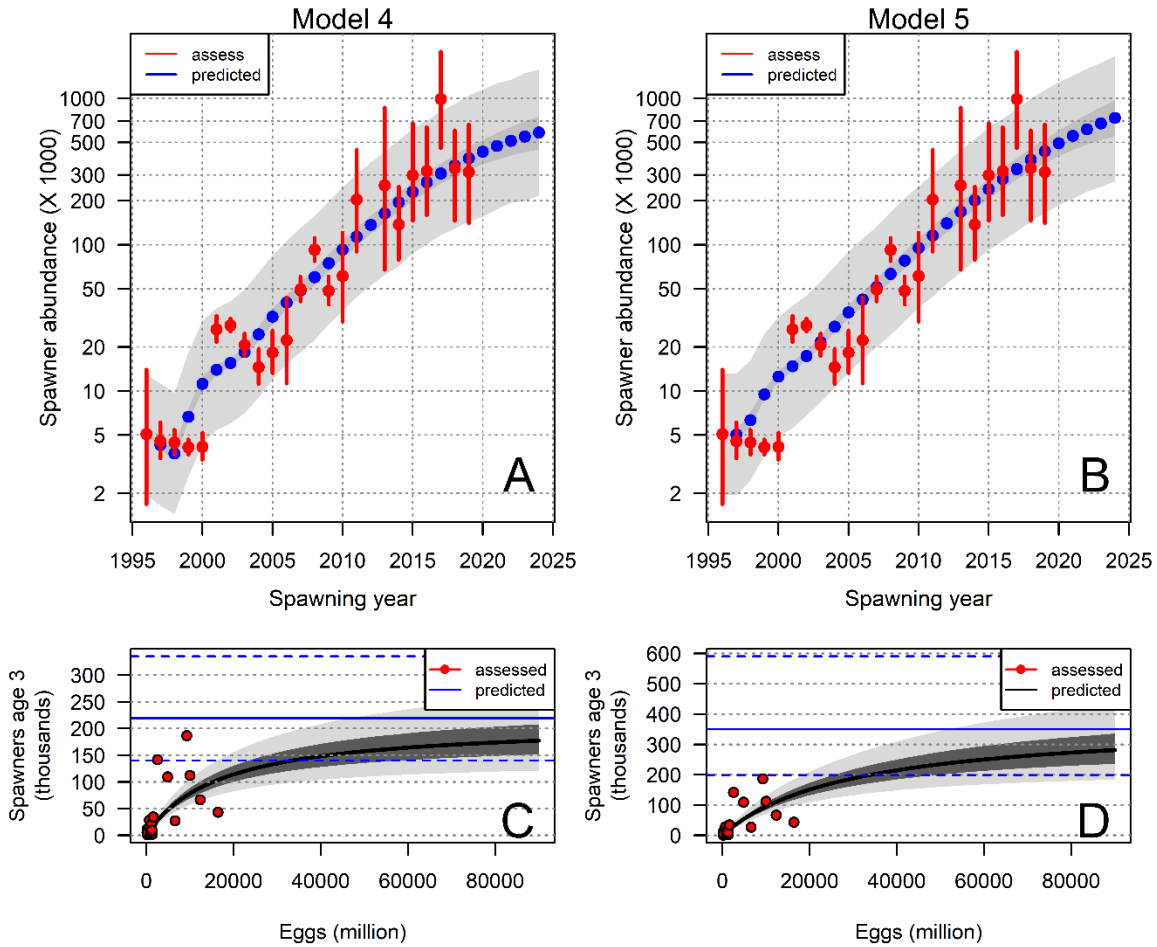 Model 4
Model 5
assess
predicted
assess
predicted
Spawner abundance (X 1000)
1000
700
500
300
200
100
50
20
10
5
2
A
1995 2000 2005 2010 2015 2020 2025
Spawning year
Spawner abundance (X 1000)
1000
700
500
300
200
100
50
20
10
5
2
B
1995 2000 2005 2010 2015 2020 2025
Spawning year
Spawners age 3
(thousands)
300
250
200
150
100
50
0
assessed
predicted
C
0 20000 40000 60000 80000
Eggs (million)
Spawners age 3
(thousands)
600
500
400
300
200
100
0
assessed
predicted
D
0 20000 40000 60000 80000
Eggs (million)